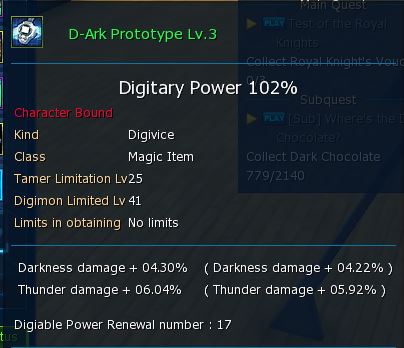 Main Quest
D-Ark Prototype Lv.3
PLAY Test of the Royal
Knights
Collect Royal Knight's Vouc
0/3
Digitary Power 102%
Subquest
Character Bound
PLAY [Sub] Where's the D
Chocolate?
Kind Digivice
Class Magic Item
Collect Dark Chocolate
779/2140
Tamer Limitation Lv 25
Digimon Limited Lv 41
Limits in obtaining No limits
Darkness damage + 04.30% ( Darkness damage + 04.22% )
Thunder damage + 06.04% ( Thunder damage + 05.92% )
Digiable Power Renewal number : 17
tus